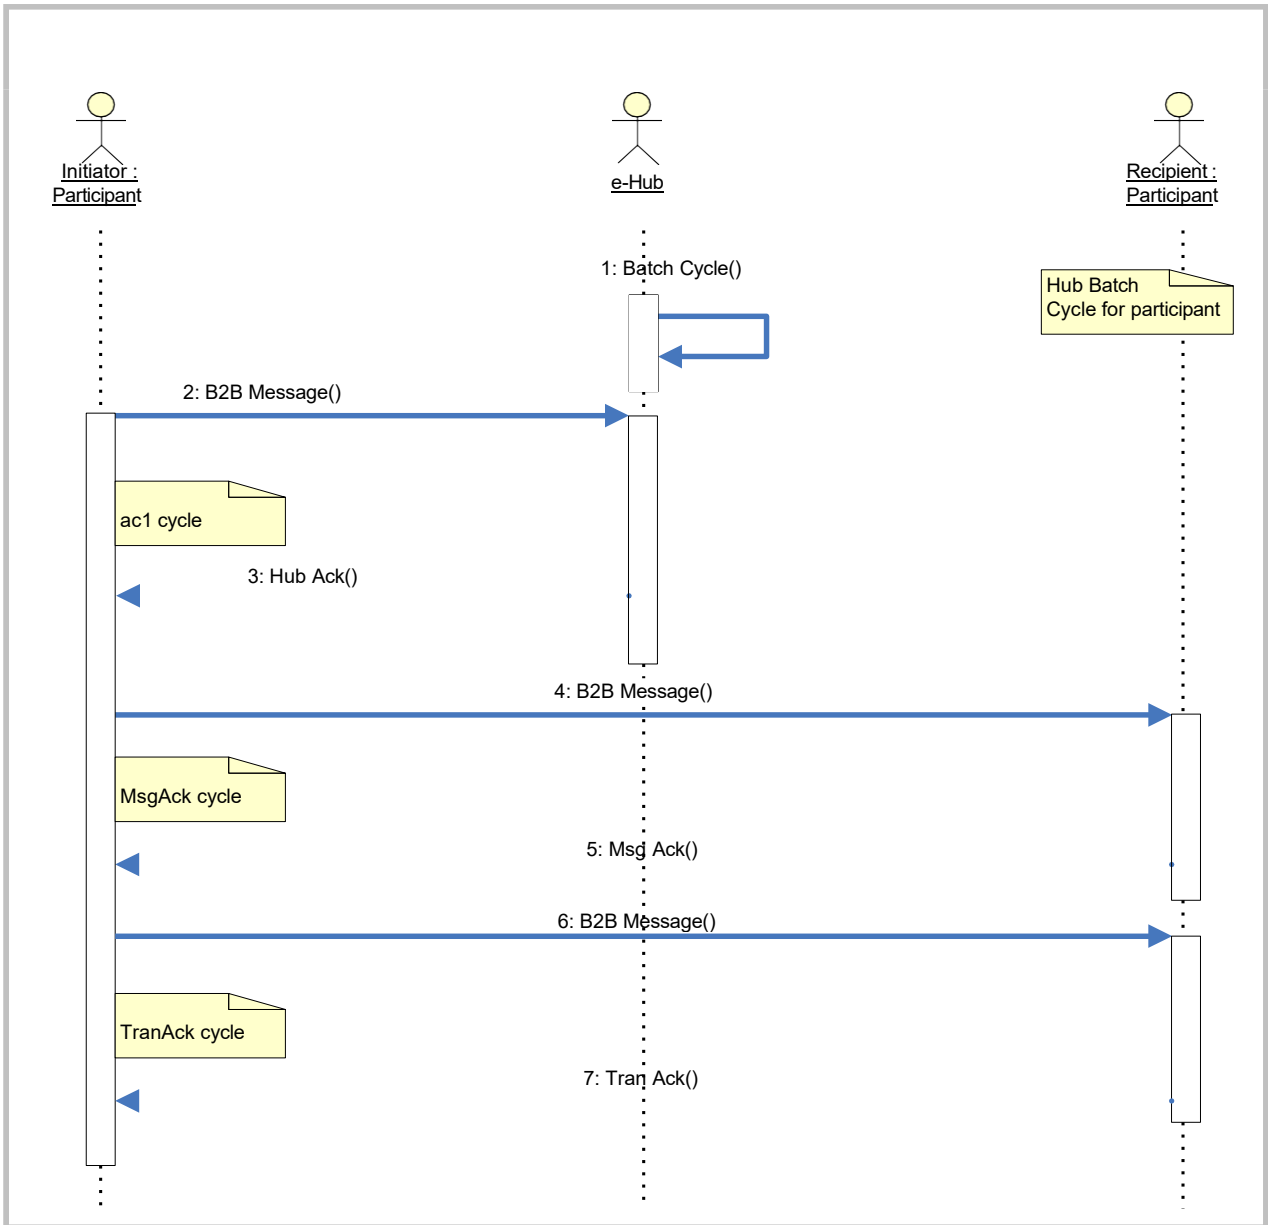 Initiator :
Participant
e-Hub
Recipient :
Participant
1: Batch Cycle()
Hub Batch
Cycle for participant
2: B2B Message()
ac1 cycle
3: Hub Ack()
4: B2B Message()
MsgAck cycle
5: Msg Ack()
6: B2B Message()
TranAck cycle
7: Tran Ack()